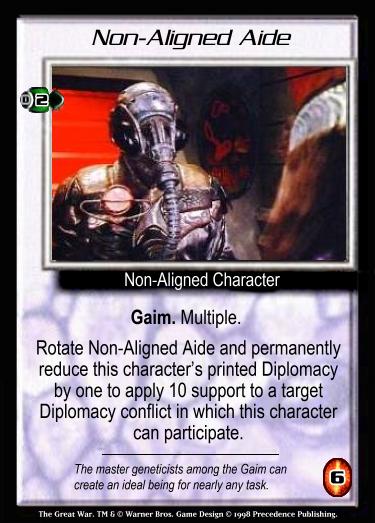 Non-Aligned Aide
D 2
Non-Aligned Character
Gaim. Multiple.
Rotate Non-Aligned Aide and permanently
reduce this character's printed Diplomacy
by one to apply 10 support to a target
Diplomacy conflict in which this character
can participate.
The master geneticists among the Gaim can
create an ideal being for nearly any task.
6
The Great War. TM & © Warner Bros. Game Design © 1998 Precedence Publishing.